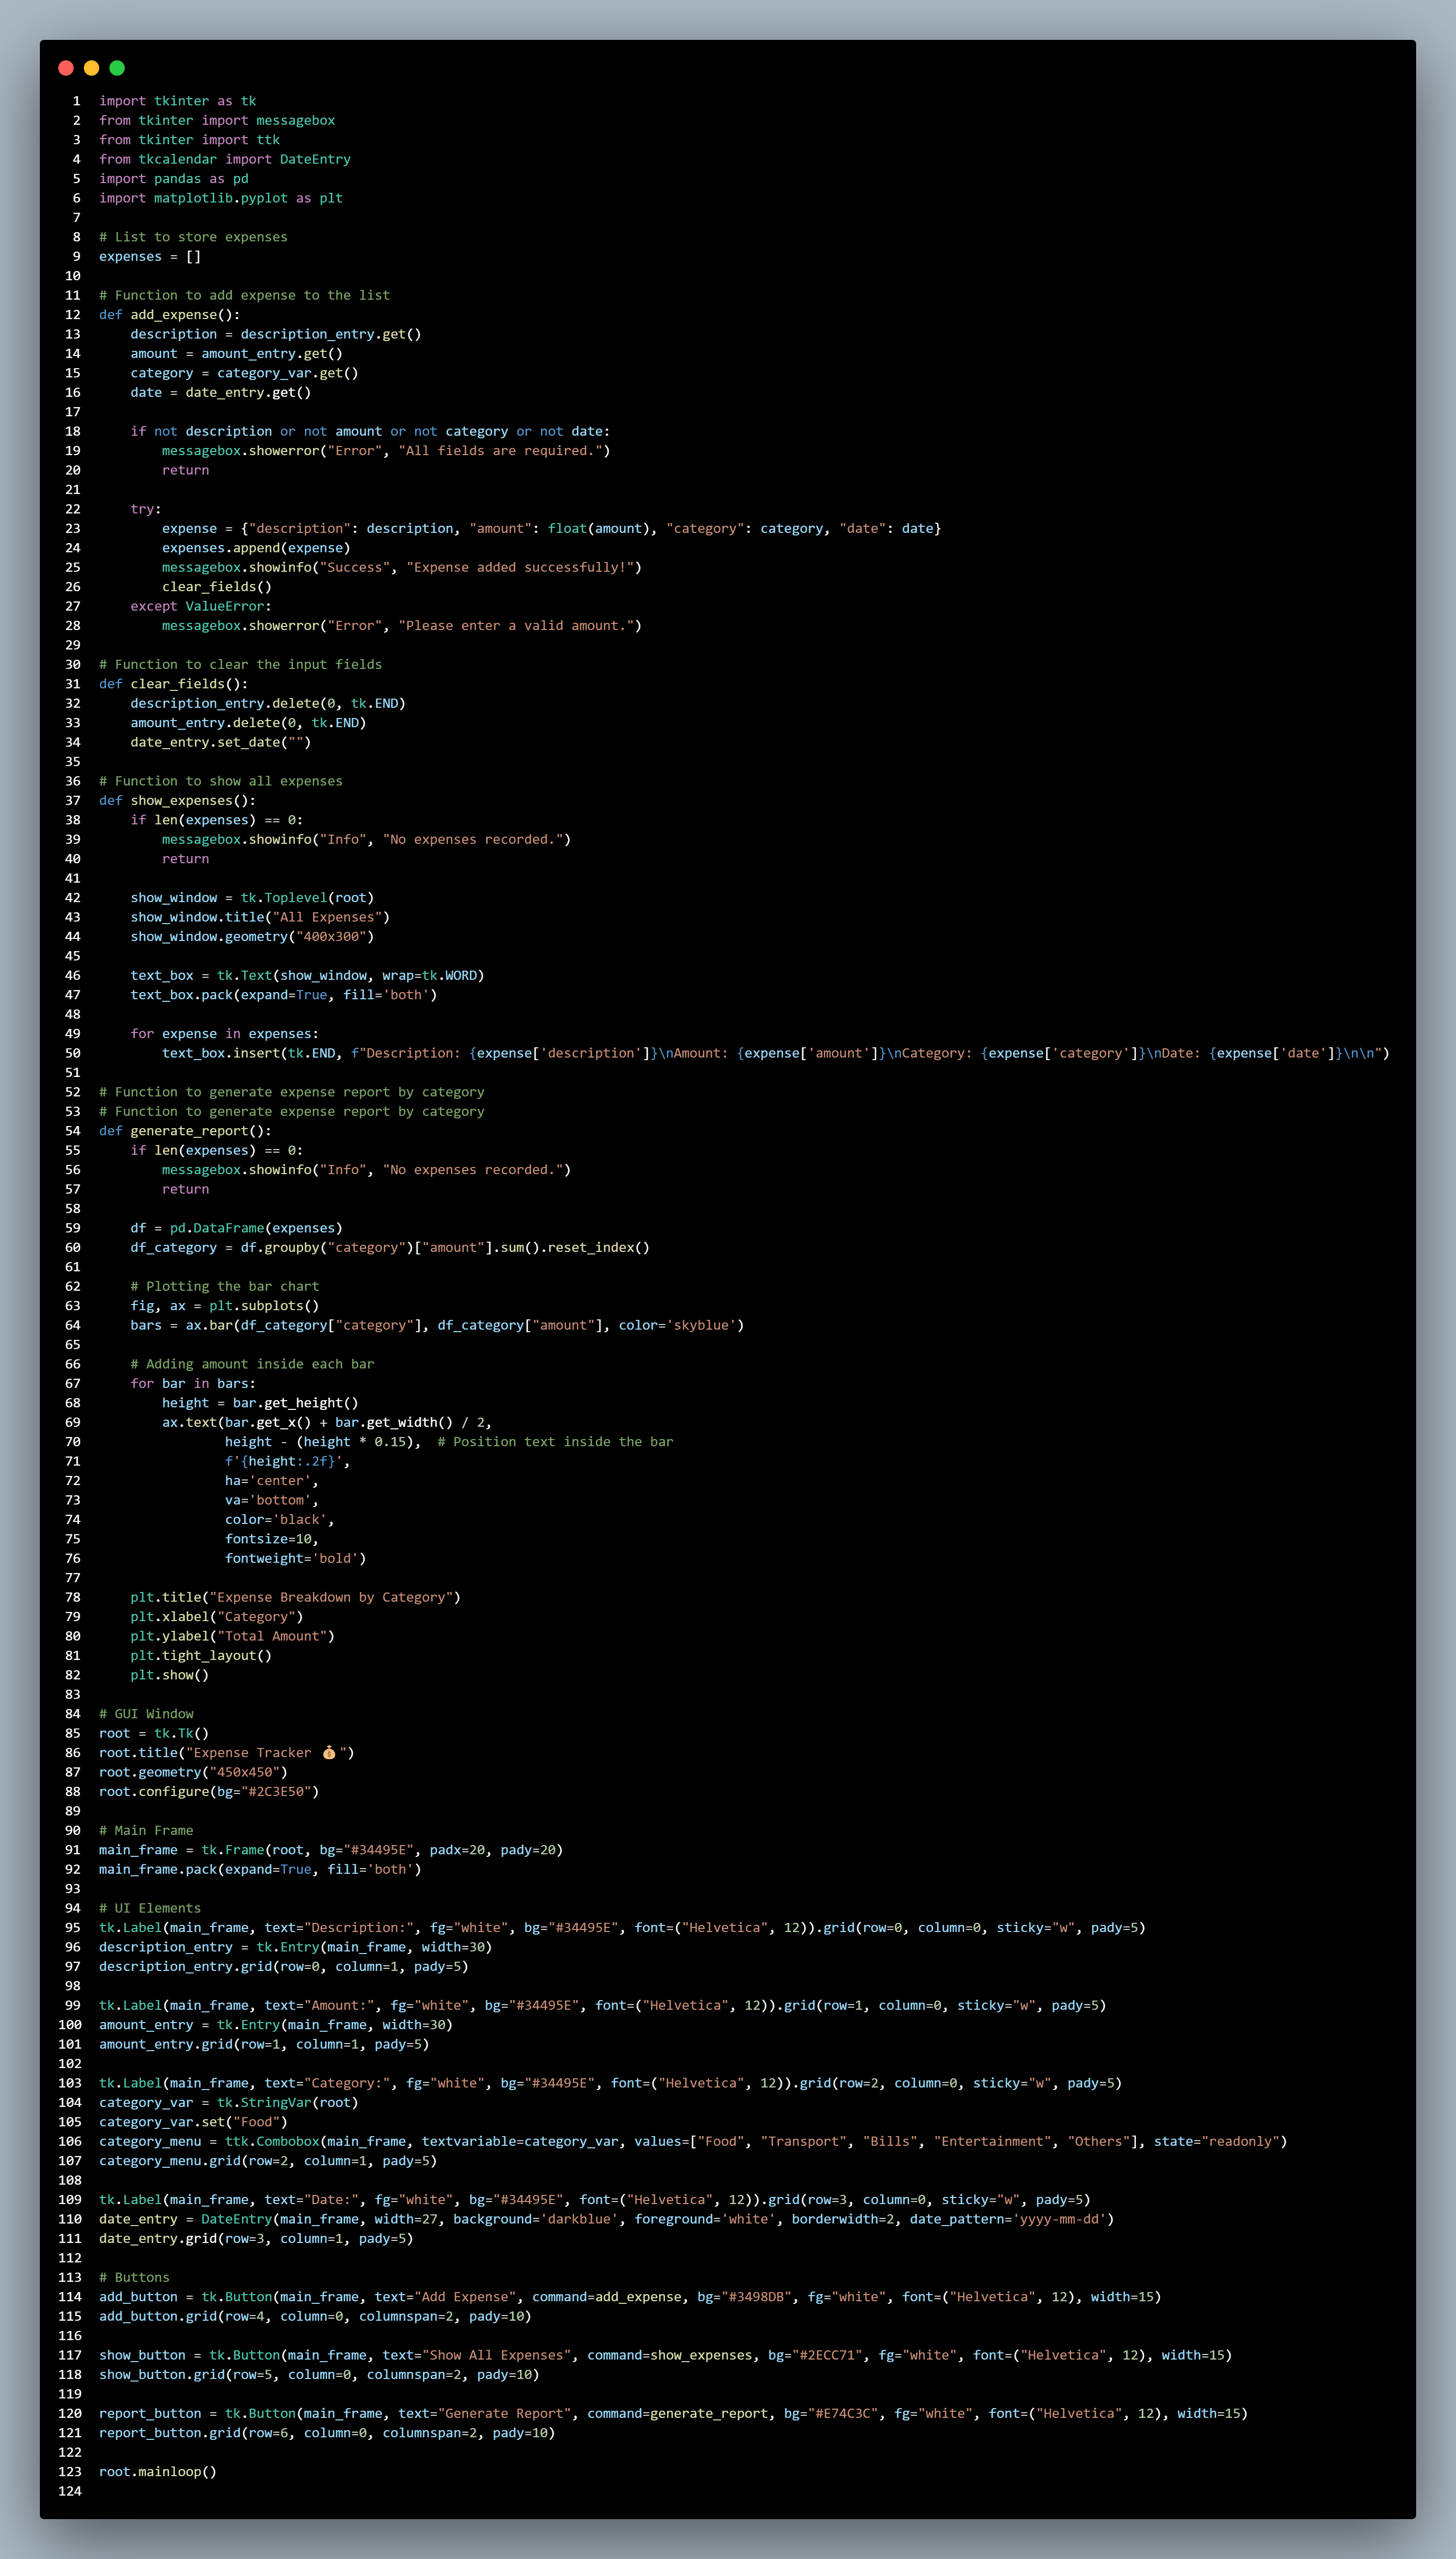 1 import tkinter as tk
2 from tkinter import messagebox
3 from tkinter import ttk
4 from tkcalendar import DateEntry
5 import pandas as pd
6 import matplotlib.pyplot as plt
7
8 # List to store expenses
9 expenses = []
10
11 # Function to add expense to the list
12 def add_expense():
13     description = description_entry.get()
14     amount = amount_entry.get()
15     category = category_var.get()
16     date = date_entry.get()
17
18     if not description or not amount or not category or not date:
19         messagebox.showerror("Error", "All fields are required.")
20         return
21
22     try:
23         expense = {"description": description, "amount": float(amount), "category": category, "date": date}
24         expenses.append(expense)
25         messagebox.showinfo("Success", "Expense added successfully!")
26         clear_fields()
27     except ValueError:
28         messagebox.showerror("Error", "Please enter a valid amount.")
29
30 # Function to clear the input fields
31 def clear_fields():
32     description_entry.delete(0, tk.END)
33     amount_entry.delete(0, tk.END)
34     date_entry.set_date("")
35
36 # Function to show all expenses
37 def show_expenses():
38     if len(expenses) == 0:
39         messagebox.showinfo("Info", "No expenses recorded.")
40         return
41
42     show_window = tk.Toplevel(root)
43     show_window.title("All Expenses")
44     show_window.geometry("400x300")
45
46     text_box = tk.Text(show_window, wrap=tk.WORD)
47     text_box.pack(expand=True, fill='both')
48
49     for expense in expenses:
50         text_box.insert(tk.END, f"Description: {expense['description']}\nAmount: {expense['amount']}\nCategory: {expense['category']}\nDate: {expense['date']}\n\n")
51
52 # Function to generate expense report by category
53 # Function to generate expense report by category
54 def generate_report():
55     if len(expenses) == 0:
56         messagebox.showinfo("Info", "No expenses recorded.")
57         return
58
59     df = pd.DataFrame(expenses)
60     df_category = df.groupby("category")["amount"].sum().reset_index()
61
62     # Plotting the bar chart
63     fig, ax = plt.subplots()
64     bars = ax.bar(df_category["category"], df_category["amount"], color='skyblue')
65
66     # Adding amount inside each bar
67     for bar in bars:
68         height = bar.get_height()
69         ax.text(bar.get_x() + bar.get_width() / 2,
70                 height - (height * 0.15),  # Position text inside the bar
71                 f'{height:.2f}',
72                 ha='center',
73                 va='bottom',
74                 color='black',
75                 fontsize=10,
76                 fontweight='bold')
77
78     plt.title("Expense Breakdown by Category")
79     plt.xlabel("Category")
80     plt.ylabel("Total Amount")
81     plt.tight_layout()
82     plt.show()
83
84 # GUI Window
85 root = tk.Tk()
86 root.title("Expense Tracker 💰")
87 root.geometry("450x450")
88 root.configure(bg="#2C3E50")
89
90 # Main Frame
91 main_frame = tk.Frame(root, bg="#34495E", padx=20, pady=20)
92 main_frame.pack(expand=True, fill='both')
93
94 # UI Elements
95 tk.Label(main_frame, text="Description:", fg="white", bg="#34495E", font=("Helvetica", 12)).grid(row=0, column=0, sticky="w", pady=5)
96 description_entry = tk.Entry(main_frame, width=30)
97 description_entry.grid(row=0, column=1, pady=5)
98
99 tk.Label(main_frame, text="Amount:", fg="white", bg="#34495E", font=("Helvetica", 12)).grid(row=1, column=0, sticky="w", pady=5)
100 amount_entry = tk.Entry(main_frame, width=30)
101 amount_entry.grid(row=1, column=1, pady=5)
102
103 tk.Label(main_frame, text="Category:", fg="white", bg="#34495E", font=("Helvetica", 12)).grid(row=2, column=0, sticky="w", pady=5)
104 category_var = tk.StringVar(root)
105 category_var.set("Food")
106 category_menu = ttk.Combobox(main_frame, textvariable=category_var, values=["Food", "Transport", "Bills", "Entertainment", "Others"], state="readonly")
107 category_menu.grid(row=2, column=1, pady=5)
108
109 tk.Label(main_frame, text="Date:", fg="white", bg="#34495E", font=("Helvetica", 12)).grid(row=3, column=0, sticky="w", pady=5)
110 date_entry = DateEntry(main_frame, width=27, background='darkblue', foreground='white', borderwidth=2, date_pattern='yyyy-mm-dd')
111 date_entry.grid(row=3, column=1, pady=5)
112
113 # Buttons
114 add_button = tk.Button(main_frame, text="Add Expense", command=add_expense, bg="#3498DB", fg="white", font=("Helvetica", 12), width=15)
115 add_button.grid(row=4, column=0, columnspan=2, pady=10)
116
117 show_button = tk.Button(main_frame, text="Show All Expenses", command=show_expenses, bg="#2ECC71", fg="white", font=("Helvetica", 12), width=15)
118 show_button.grid(row=5, column=0, columnspan=2, pady=10)
119
120 report_button = tk.Button(main_frame, text="Generate Report", command=generate_report, bg="#E74C3C", fg="white", font=("Helvetica", 12), width=15)
121 report_button.grid(row=6, column=0, columnspan=2, pady=10)
122
123 root.mainloop()
124